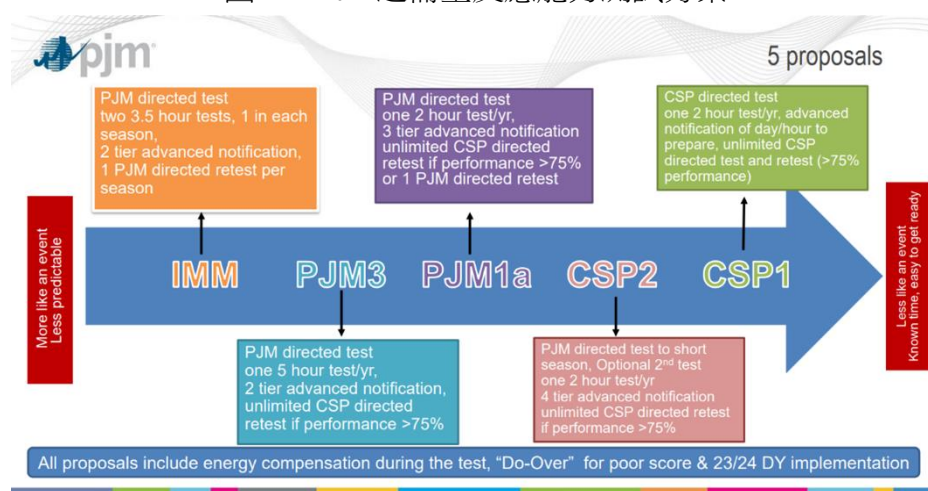 pjm
5 proposals
PJM directed test
two 3.5 hour tests, 1 in each
season,
2 tier advanced notification,
1 PJM directed retest per
season
PJM directed test
one 2 hour test/yr,
3 tier advanced notification
unlimited CSP directed
retest if performance >75%
or 1 PJM directed retest
CSP directed test
one 2 hour test/yr, advanced
notification of day/hour to
prepare, unlimited CSP
directed test and retest (>75%
performance)
More like an event
Less predictable
IMM
PJM3
PJM1a
CSP2
CSP1
Less like an event
Known time, easy to get ready
PJM directed test
one 5 hour test/yr,
2 tier advanced notification,
unlimited CSP directed
retest if performance >75%
PJM directed test to short
season, Optional 2nd test
one 2 hour test/yr
4 tier advanced notification
unlimited CSP directed retest
if performance >75%
All proposals include energy compensation during the test, “Do-Over” for poor score & 23/24 DY implementation